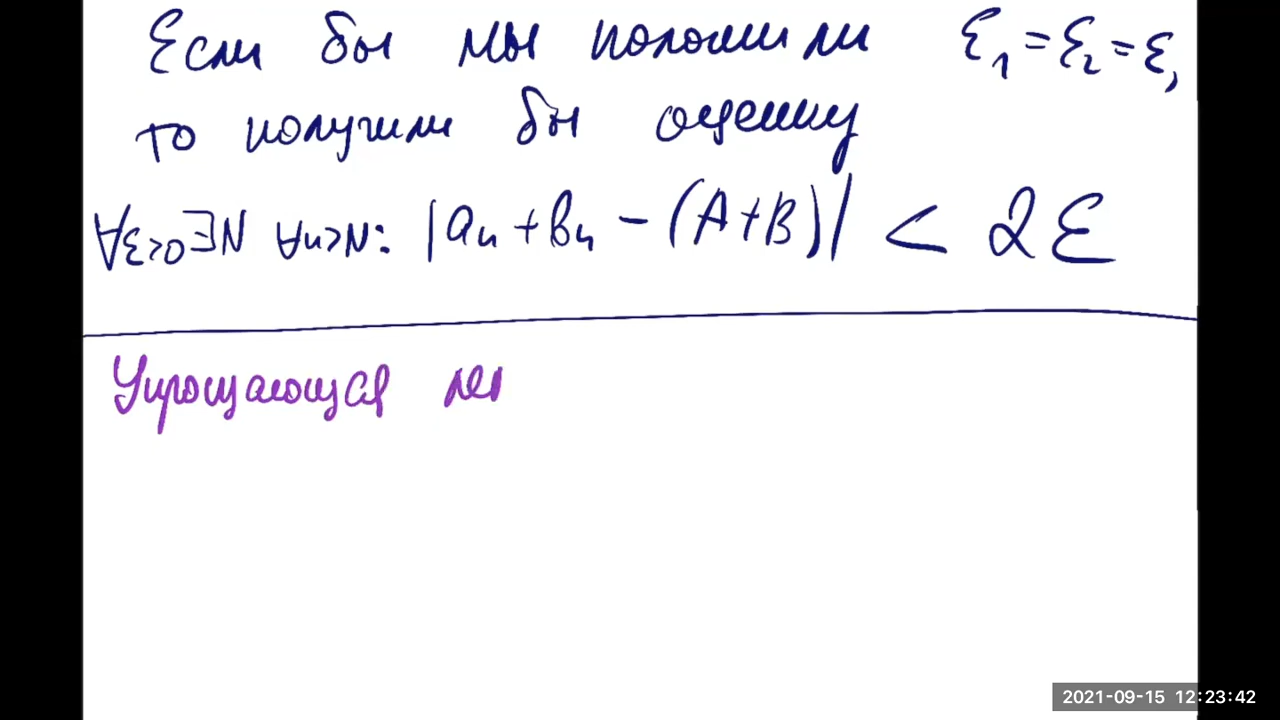 Если бы мы положили ε₁ = ε₂ = ε,
то получили бы оценку
∀ε>0 ∃N ∀n>N: |aₙ + bₙ − (A+B)| < 2ε
Упрощающая лем
2021-09-15 12:23:42